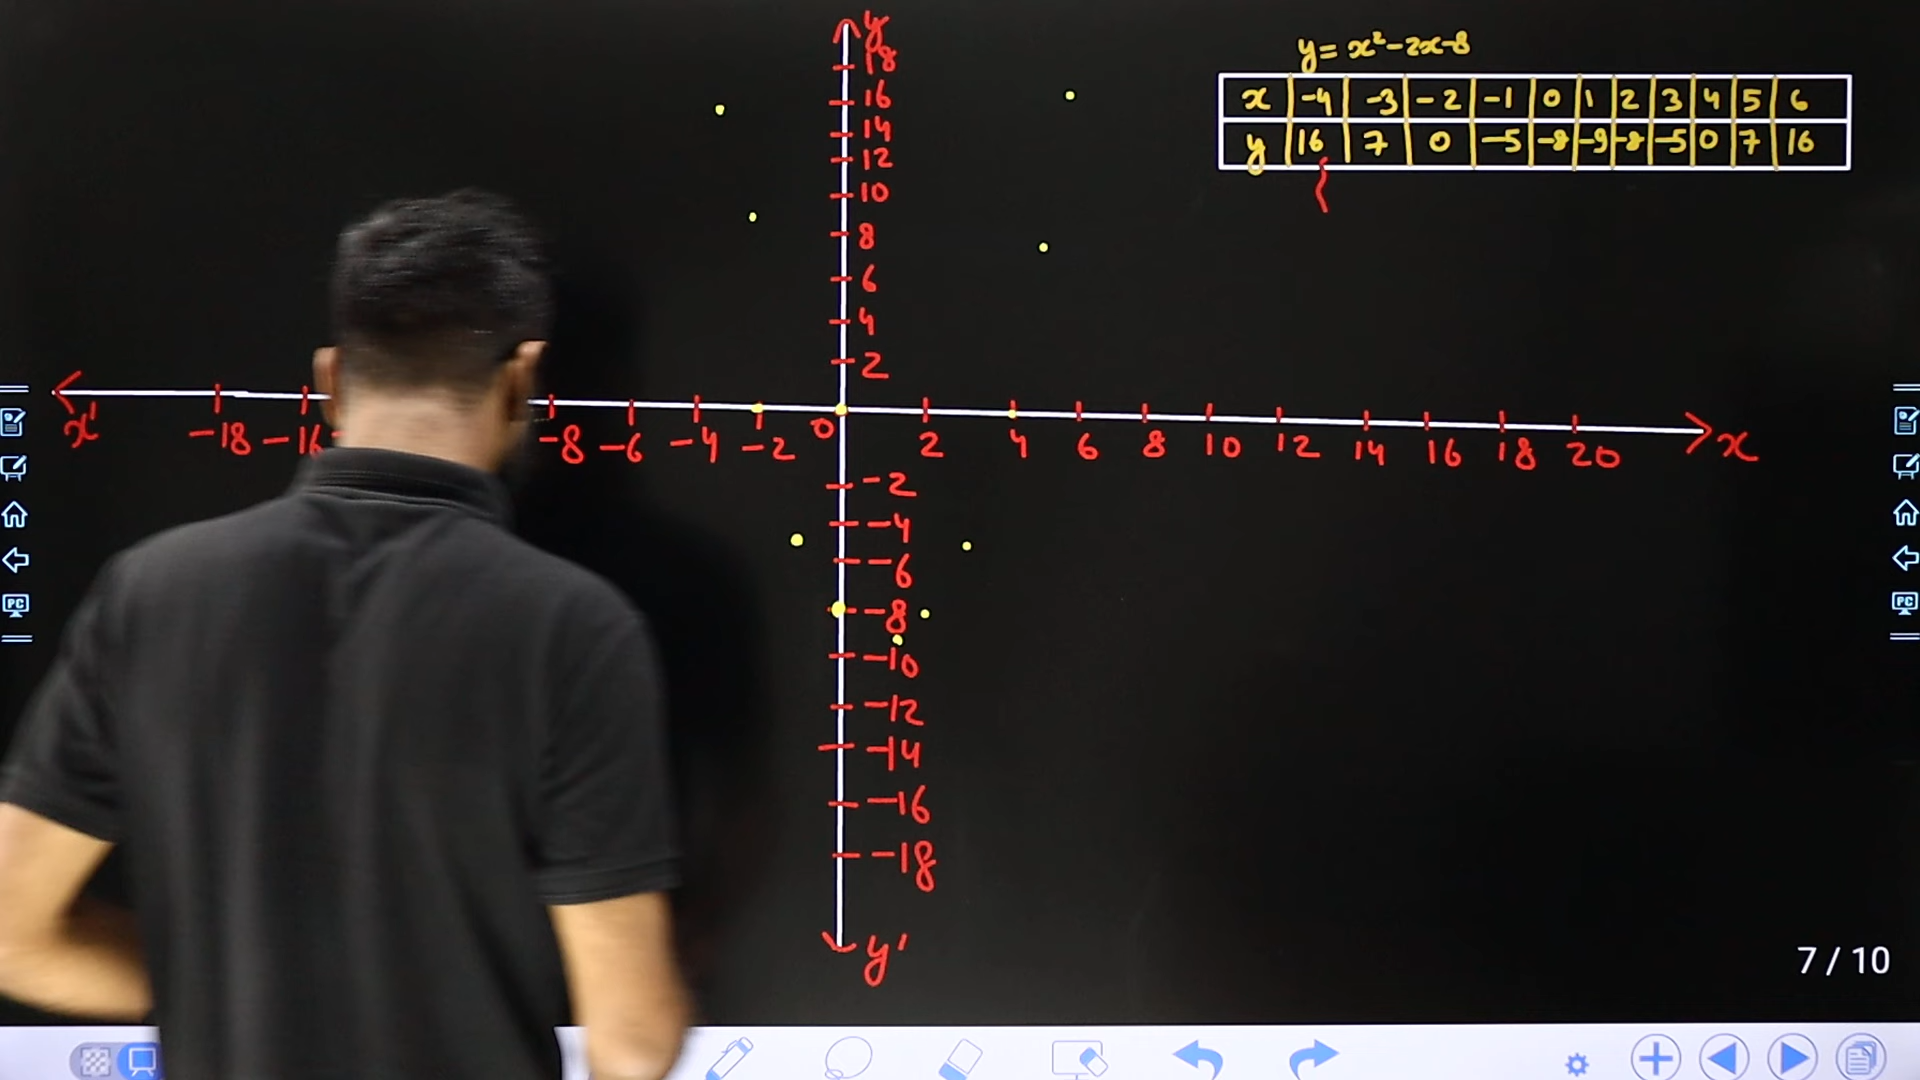 y = x² - 2x - 8
x -4 -3 -2 -1 0 1 2 3 4 5 6
y 16 7 0 -5 -8 -9 -8 -5 0 7 16
y
18
16
14
12
10
8
6
4
2
x' -18 -16 -8 -6 -4 -2 0 2 4 6 8 10 12 14 16 18 20 x
-2
-4
-6
-8
-10
-12
-14
-16
-18
y'
PC PC
7 / 10